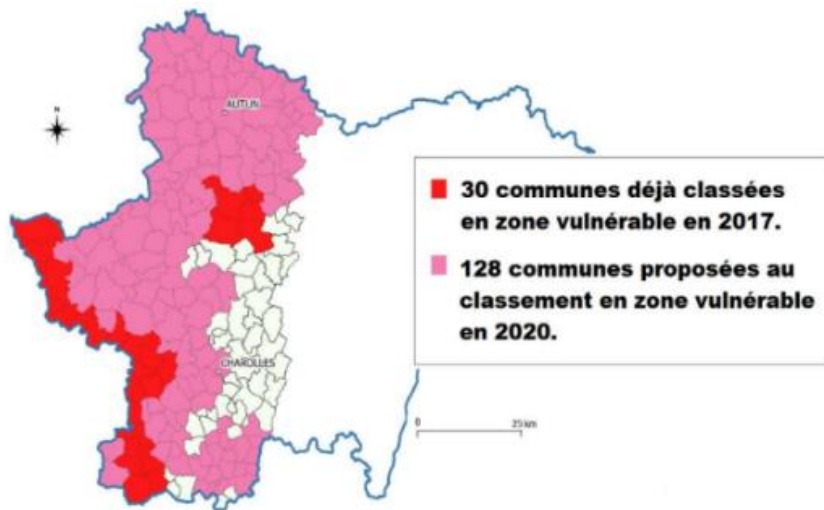 AUTUN
N
30 communes déjà classées
en zone vulnérable en 2017.
128 communes proposées au
classement en zone vulnérable
en 2020.
CHAROLLES
0 25 km